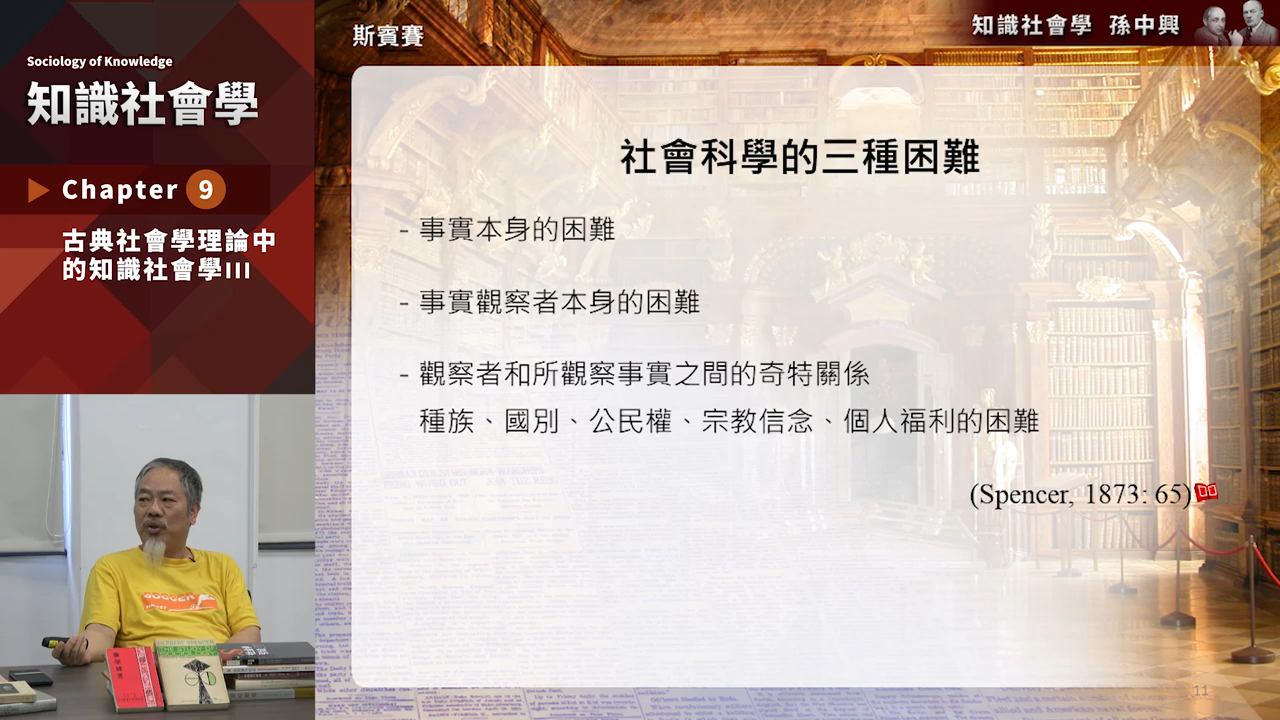 Sociology of Knowledge
知識社會學
Chapter 9
古典社會學理論中
的知識社會學III
斯賓賽
知識社會學 孫中興
社會科學的三種困難
- 事實本身的困難
- 事實觀察者本身的困難
- 觀察者和所觀察事實之間的奇特關係
種族、國別、公民權、宗教信念、個人福利的困難
(Spencer, 1873: 65)
11
SOCCER
HERBERT SPENCER